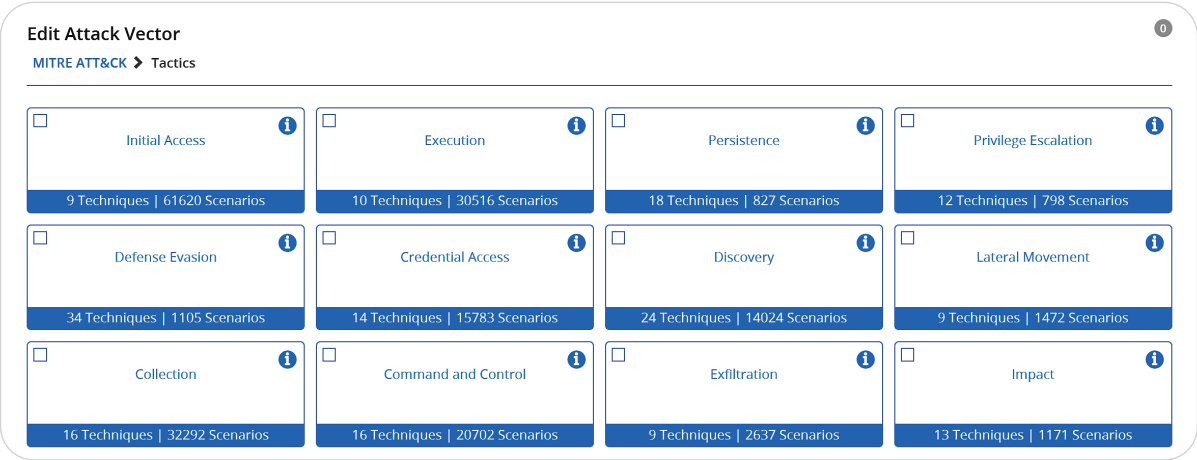 Edit Attack Vector
0
MITRE ATT&CK > Tactics
Initial Access
9 Techniques | 61620 Scenarios
Execution
10 Techniques | 30516 Scenarios
Persistence
18 Techniques | 827 Scenarios
Privilege Escalation
12 Techniques | 798 Scenarios
Defense Evasion
34 Techniques | 1105 Scenarios
Credential Access
14 Techniques | 15783 Scenarios
Discovery
24 Techniques | 14024 Scenarios
Lateral Movement
9 Techniques | 1472 Scenarios
Collection
16 Techniques | 32292 Scenarios
Command and Control
16 Techniques | 20702 Scenarios
Exfiltration
9 Techniques | 2637 Scenarios
Impact
13 Techniques | 1171 Scenarios